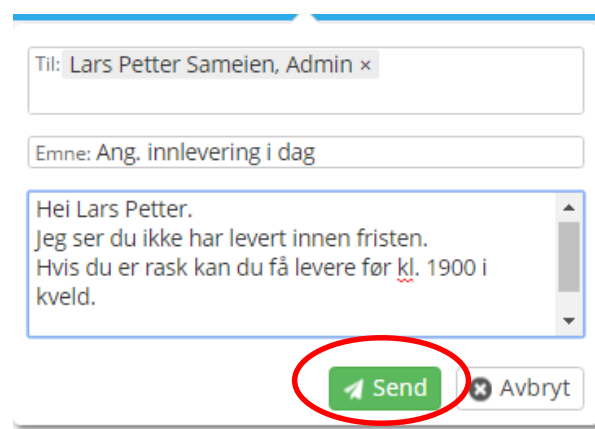 Til: Lars Petter Sameien, Admin ×
Emne: Ang. innlevering i dag
Hei Lars Petter.
Jeg ser du ikke har levert innen fristen.
Hvis du er rask kan du få levere før kl. 1900 i
kveld.
Send Avbryt